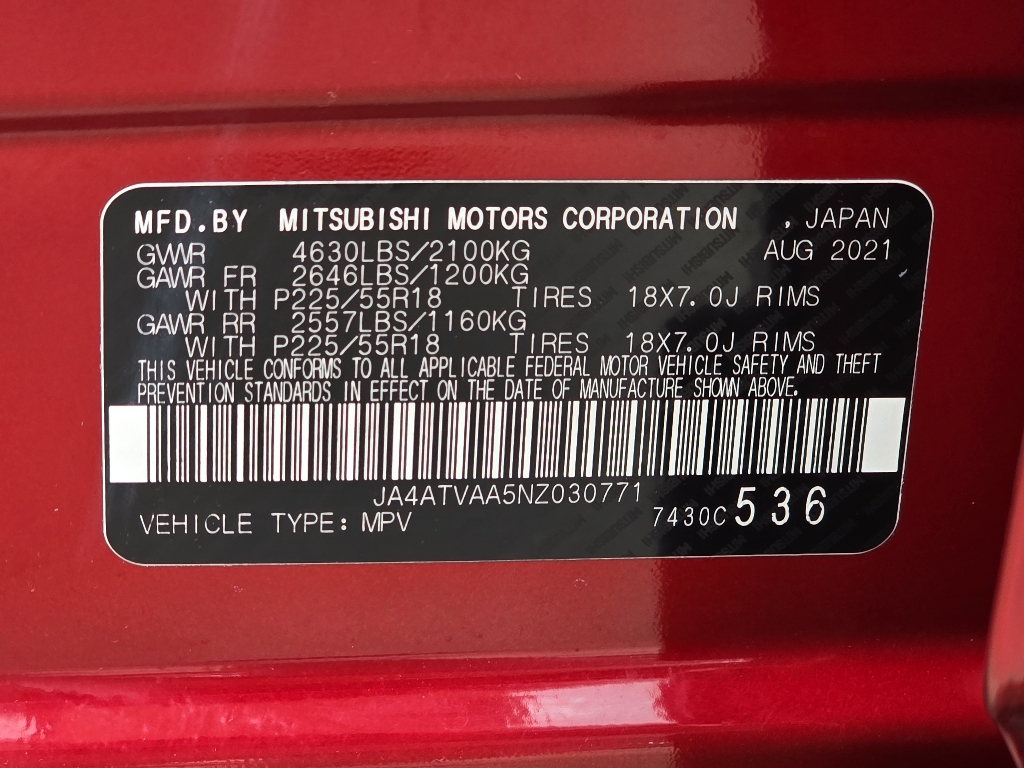 MFD.BY MITSUBISHI MOTORS CORPORATION , JAPAN
GWWR 4630LBS/2100KG AUG 2021
GAWR FR 2646LBS/1200KG
WITH P225/55R18 TIRES 18X7.0J RIMS
GAWR RR 2557LBS/1160KG
WITH P225/55R18 TIRES 18X7.0J RIMS
THIS VEHICLE CONFORMS TO ALL APPLICABLE FEDERAL MOTOR VEHICLE SAFETY AND THEFT
PREVENTION STANDARDS IN EFFECT ON THE DATE OF MANUFACTURE SHOWN ABOVE.
JA4ATVAA5NZ030771
VEHICLE TYPE: MPV 7430C 536